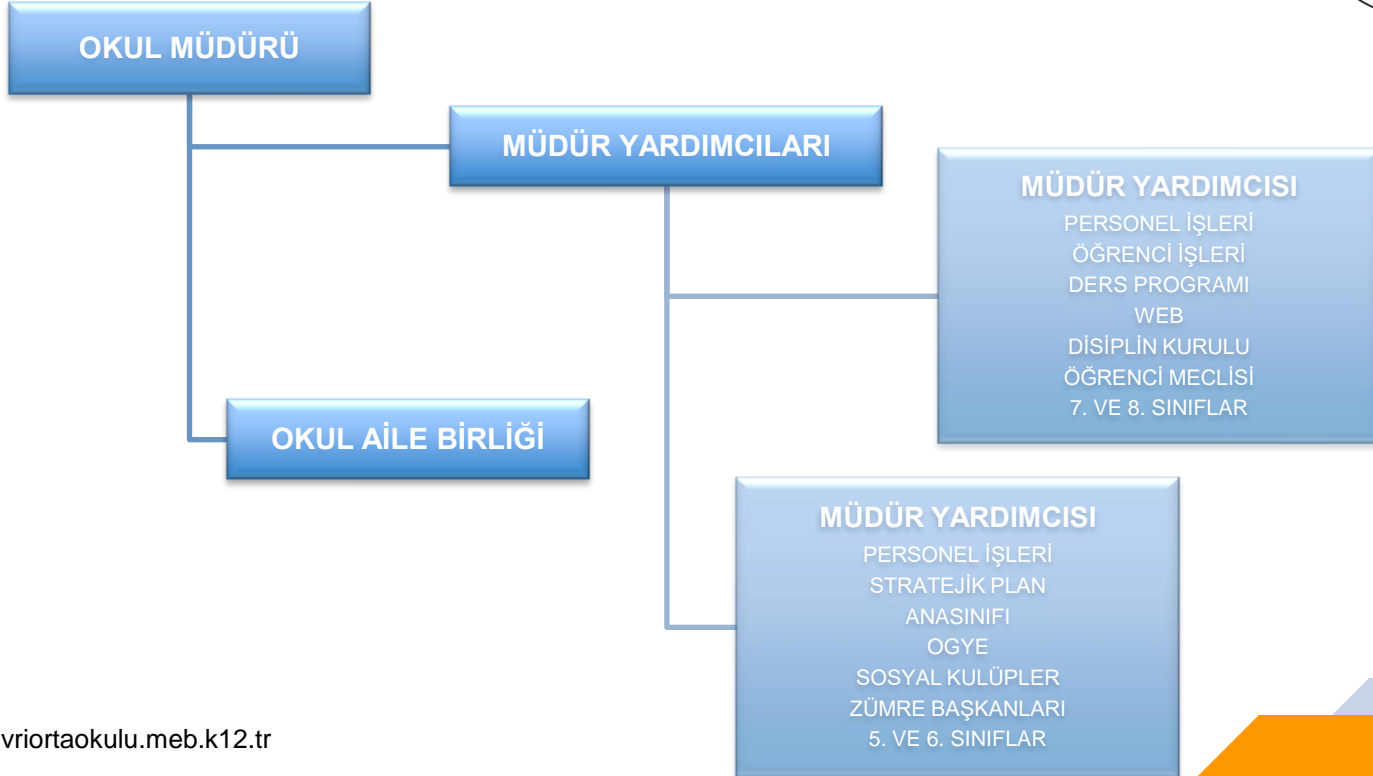 OKUL MÜDÜRÜ
MÜDÜR YARDIMCILARI
MÜDÜR YARDIMCISI
PERSONEL İŞLERİ
ÖĞRENCİ İŞLERİ
DERS PROGRAMI
WEB
DİSİPLİN KURULU
ÖĞRENCİ MECLİSİ
7. VE 8. SINIFLAR
OKUL AİLE BİRLİĞİ
MÜDÜR YARDIMCISI
PERSONEL İŞLERİ
STRATEJİK PLAN
ANASINIFI
OGYE
SOSYAL KULÜPLER
ZÜMRE BAŞKANLARI
5. VE 6. SINIFLAR
vriortaokulu.meb.k12.tr